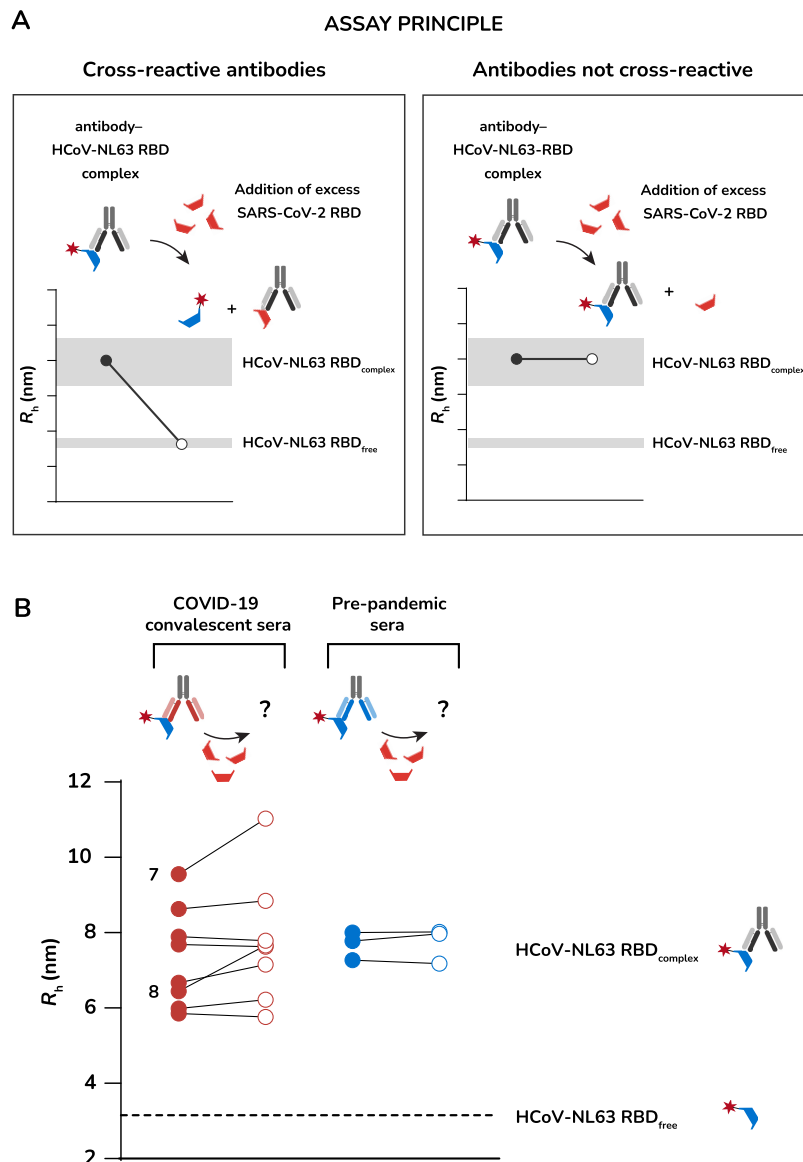 A
ASSAY PRINCIPLE
Cross-reactive antibodies
antibody–
HCoV-NL63 RBD
complex
Addition of excess
SARS-CoV-2 RBD
+
HCoV-NL63 RBDcomplex
HCoV-NL63 RBDfree
Rh (nm)
Antibodies not cross-reactive
antibody–
HCoV-NL63-RBD
complex
Addition of excess
SARS-CoV-2 RBD
+
HCoV-NL63 RBDcomplex
HCoV-NL63 RBDfree
Rh (nm)
B
COVID-19
convalescent sera
Pre-pandemic
sera
?
?
12
10
8
6
4
2
Rh (nm)
7
8
HCoV-NL63 RBDcomplex
HCoV-NL63 RBDfree